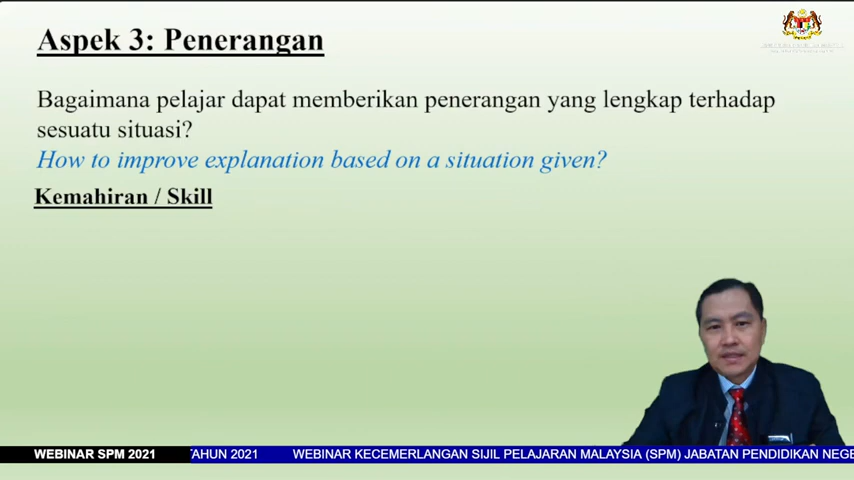 Aspek 3: Penerangan
Bagaimana pelajar dapat memberikan penerangan yang lengkap terhadap
sesuatu situasi?
How to improve explanation based on a situation given?
Kemahiran / Skill
WEBINAR SPM 2021 TAHUN 2021 WEBINAR KECEMERLANGAN SIJIL PELAJARAN MALAYSIA (SPM) JABATAN PENDIDIKAN NEGE